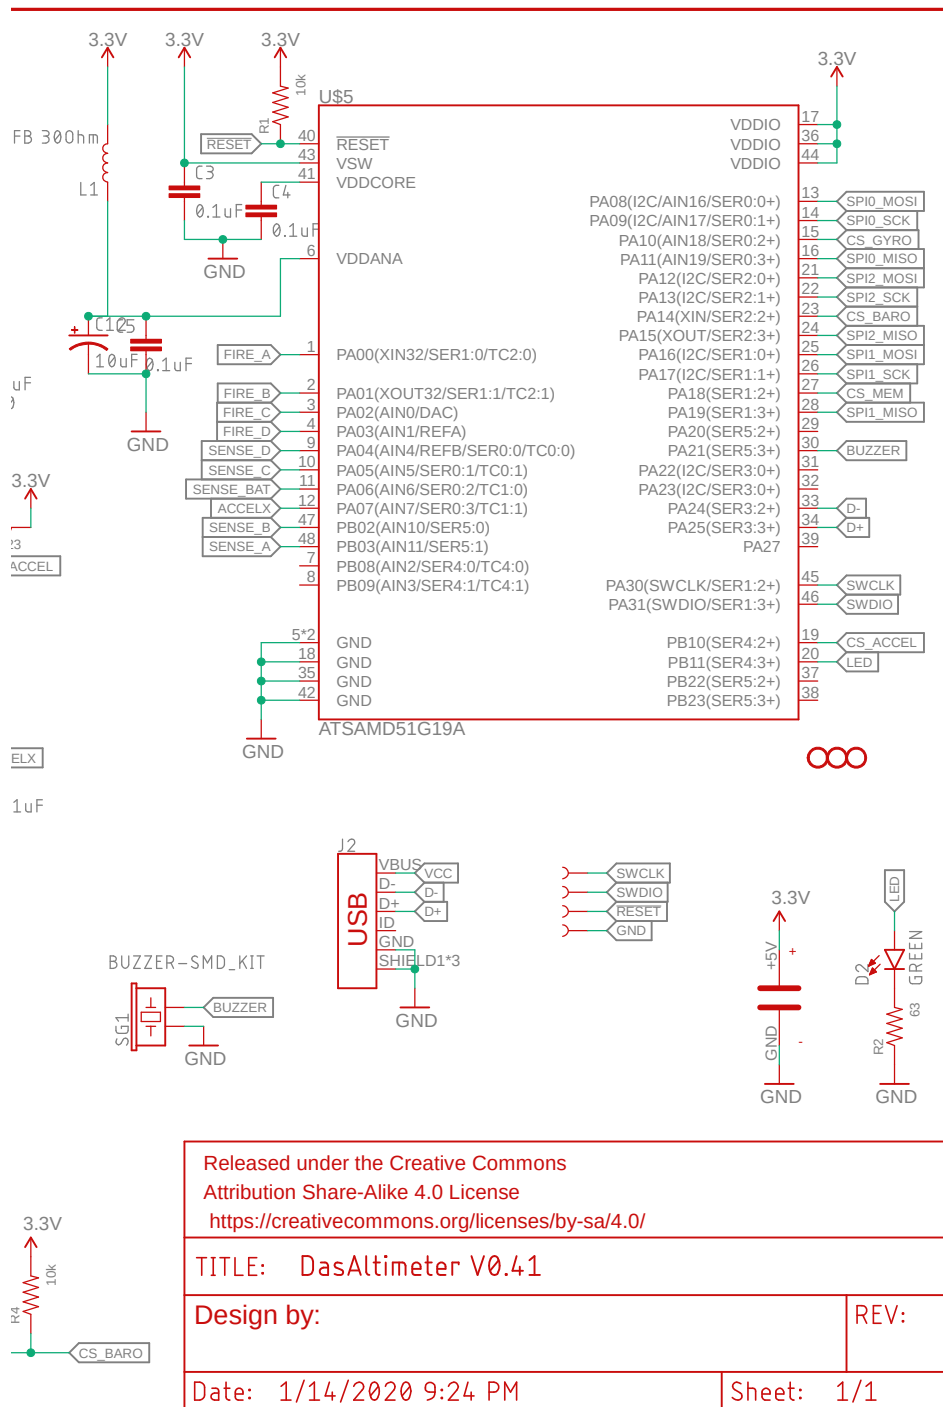 3.3V 3.3V 3.3V
3.3V
10k
U$5
FB 30Ohm
R1
RESET
L1
C3
0.1uF
C4
0.1uF
GND
40 RESET
43 VSW
41 VDDCORE
6 VDDANA
+
C12
C5
10uF
0.1uF
GND
uF
FIRE_A 1 PA00(XIN32/SER1:0/TC2:0)
FIRE_B 2 PA01(XOUT32/SER1:1/TC2:1)
FIRE_C 3 PA02(AIN0/DAC)
FIRE_D 4 PA03(AIN1/REFA)
SENSE_D 9 PA04(AIN4/REFB/SER0:0/TC0:0)
SENSE_C 10 PA05(AIN5/SER0:1/TC0:1)
SENSE_BAT 11 PA06(AIN6/SER0:2/TC1:0)
ACCELX 12 PA07(AIN7/SER0:3/TC1:1)
SENSE_B 47 PB02(AIN10/SER5:0)
SENSE_A 48 PB03(AIN11/SER5:1)
7 PB08(AIN2/SER4:0/TC4:0)
8 PB09(AIN3/SER4:1/TC4:1)
5*2 GND
18 GND
35 GND
42 GND
GND
VDDIO 17
VDDIO 36
VDDIO 44
PA08(I2C/AIN16/SER0:0+) 13 SPI0_MOSI
PA09(I2C/AIN17/SER0:1+) 14 SPI0_SCK
PA10(AIN18/SER0:2+) 15 CS_GYRO
PA11(AIN19/SER0:3+) 16 SPI0_MISO
PA12(I2C/SER2:0+) 21 SPI2_MOSI
PA13(I2C/SER2:1+) 22 SPI2_SCK
PA14(XIN/SER2:2+) 23 CS_BARO
PA15(XOUT/SER2:3+) 24 SPI2_MISO
PA16(I2C/SER1:0+) 25 SPI1_MOSI
PA17(I2C/SER1:1+) 26 SPI1_SCK
PA18(SER1:2+) 27 CS_MEM
PA19(SER1:3+) 28 SPI1_MISO
PA20(SER5:2+) 29
PA21(SER5:3+) 30 BUZZER
PA22(I2C/SER3:0+) 31
PA23(I2C/SER3:0+) 32
PA24(SER3:2+) 33 D-
PA25(SER3:3+) 34 D+
PA27 39
PA30(SWCLK/SER1:2+) 45 SWCLK
PA31(SWDIO/SER1:3+) 46 SWDIO
PB10(SER4:2+) 19 CS_ACCEL
PB11(SER4:3+) 20 LED
PB22(SER5:2+) 37
PB23(SER5:3+) 38
ATSAMD51G19A
3.3V
23
ACCEL
ELX
1uF
J2
USB
VBUS VCC
D- D-
D+ D+
ID
GND
SHIELD1*3
GND
SWCLK
SWDIO
RESET
GND
3.3V
+5V +
GND -
GND
LED
D2
GREEN
63
R2
GND
BUZZER-SMD_KIT
SG1
BUZZER
GND
3.3V
10k
R4
CS_BARO
Released under the Creative Commons
Attribution Share-Alike 4.0 License
https://creativecommons.org/licenses/by-sa/4.0/
TITLE: DasAltimeter V0.41
Design by:
REV:
Date: 1/14/2020 9:24 PM
Sheet: 1/1